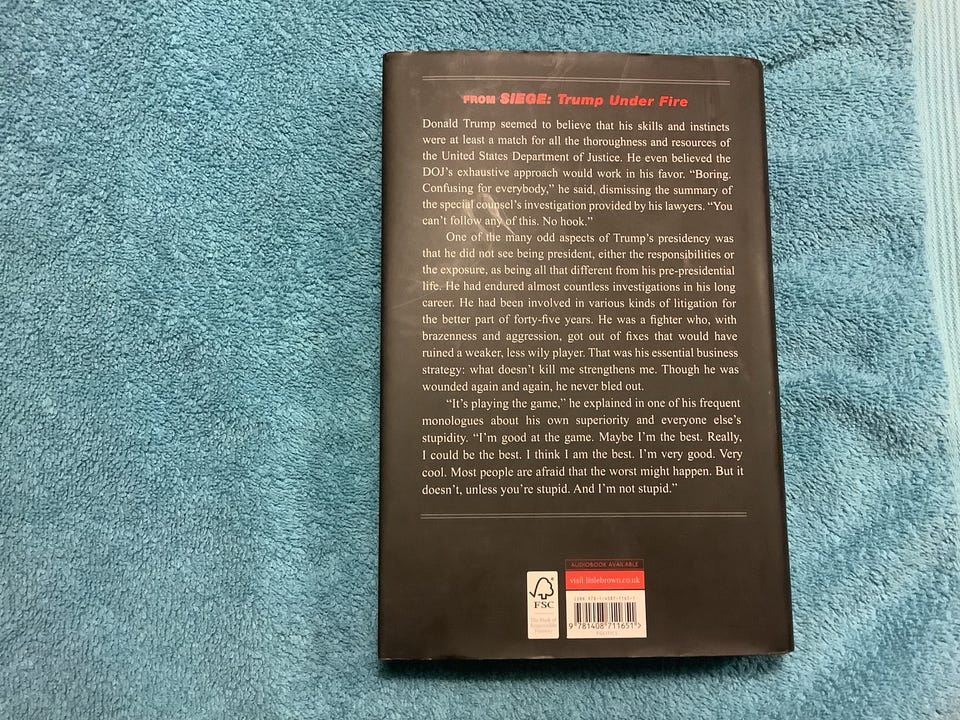 FROM SIEGE: Trump Under Fire
Donald Trump seemed to believe that his skills and instincts
were at least a match for all the thoroughness and resources of
the United States Department of Justice. He even believed the
DOJ's exhaustive approach would work in his favor. “Boring.
Confusing for everybody,” he said, dismissing the summary of
the special counsel's investigation provided by his lawyers. “You
can't follow any of this. No hook.”
One of the many odd aspects of Trump's presidency was
that he did not see being president, either the responsibilities or
the exposure, as being all that different from his pre-presidential
life. He had endured almost countless investigations in his long
career. He had been involved in various kinds of litigation for
the better part of forty-five years. He was a fighter who, with
brazenness and aggression, got out of fixes that would have
ruined a weaker, less wily player. That was his essential business
strategy: what doesn't kill me strengthens me. Though he was
wounded again and again, he never bled out.
“It's playing the game,” he explained in one of his frequent
monologues about his own superiority and everyone else's
stupidity. “I'm good at the game. Maybe I'm the best. Really,
I could be the best. I think I am the best. I'm very good. Very
cool. Most people are afraid that the worst might happen. But it
doesn't, unless you're stupid. And I'm not stupid.”
AUDIOBOOK AVAILABLE
visit littlebrown.co.uk
ISBN 978-1-4087-1165-1
9 781408 711651 >
FSC